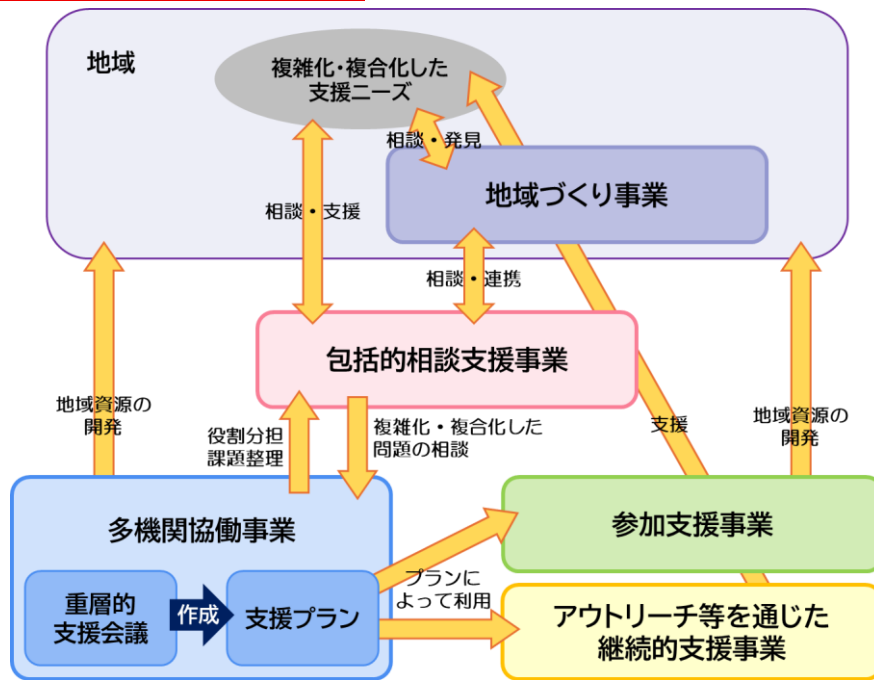 地域
複雑化・複合化した
支援ニーズ
相談・発見
地域づくり事業
相談・支援
相談・連携
包括的相談支援事業
地域資源の
開発
役割分担
課題整理
複雑化・複合化した
問題の相談
支援
地域資源の
開発
多機関協働事業
重層的
支援会議
作成
支援プラン
プランに
よって利用
参加支援事業
アウトリーチ等を通じた
継続的支援事業